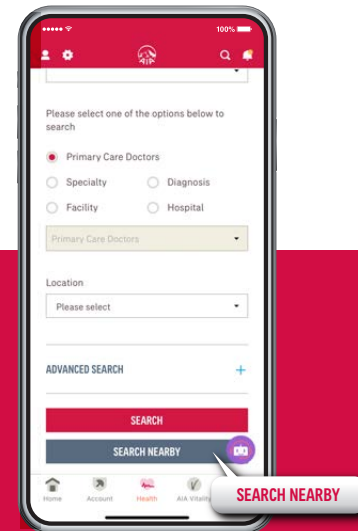 100%
AIA
Please select one of the options below to
search
Primary Care Doctors
Specialty Diagnosis
Facility Hospital
Primary Care Doctors
Location
Please select
ADVANCED SEARCH
SEARCH
SEARCH NEARBY
Home Account Health AIA Vitality
SEARCH NEARBY